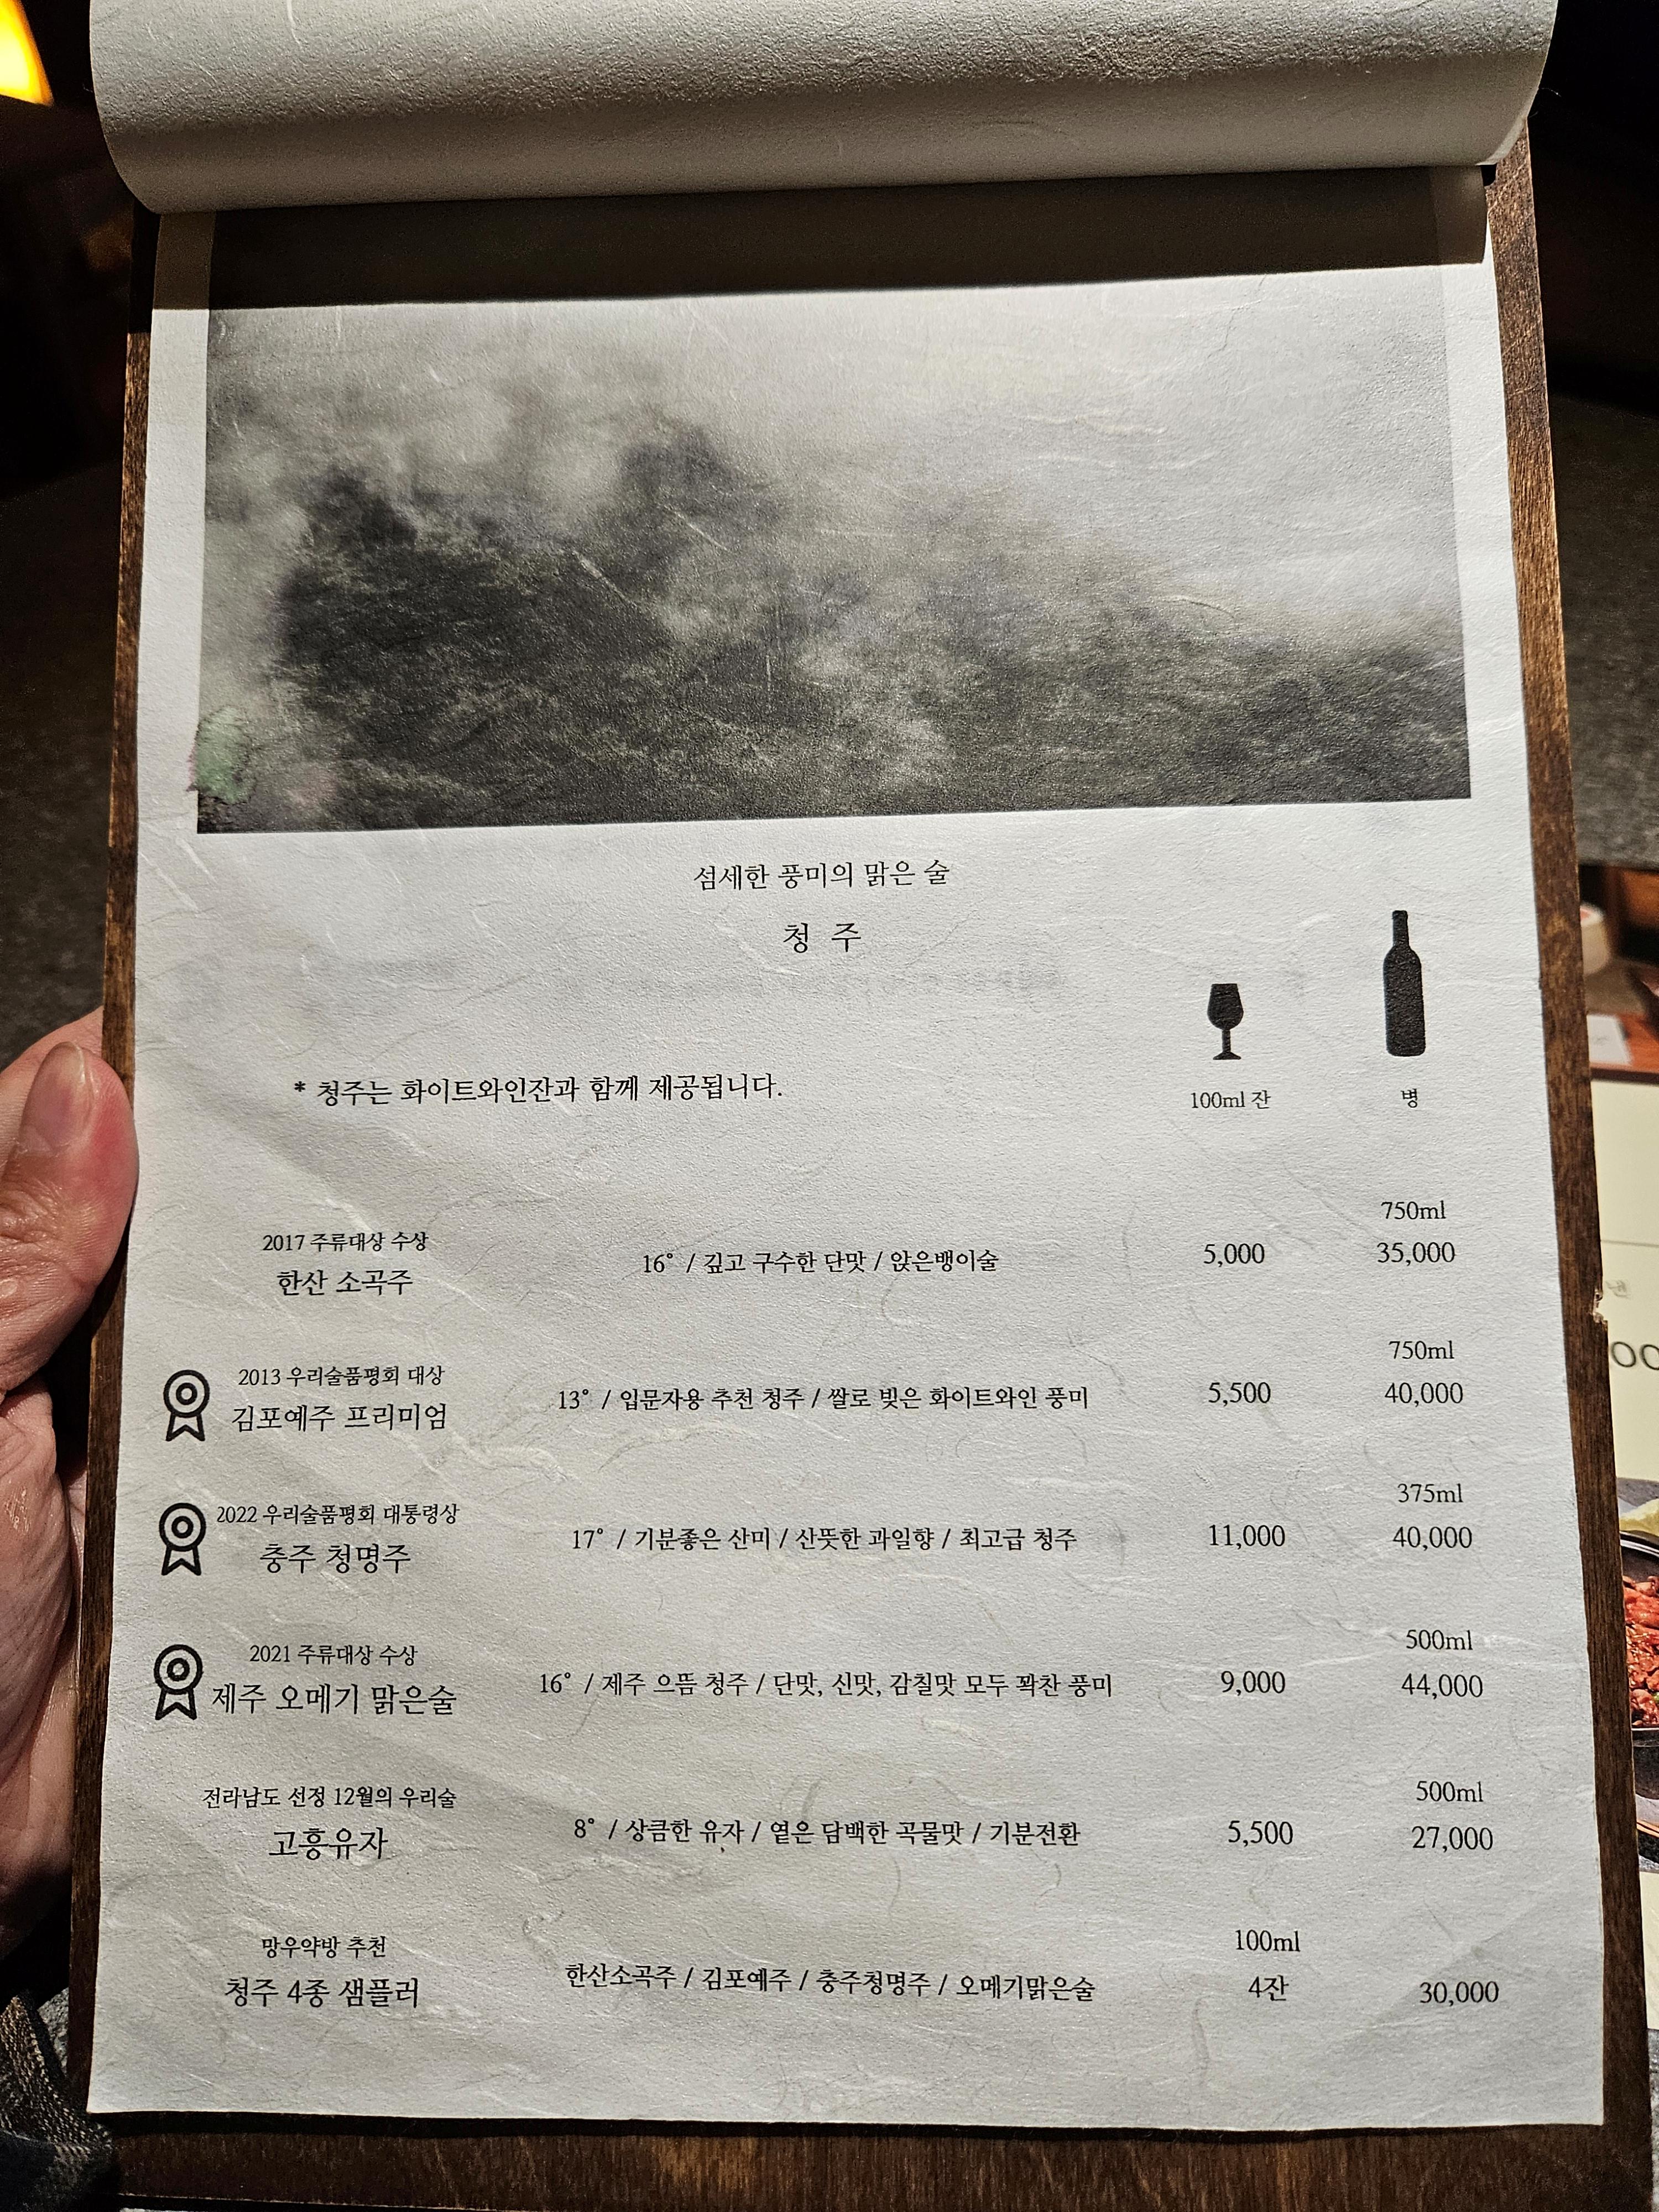 섬세한 풍미의 맑은 술
청 주
* 청주는 화이트와인잔과 함께 제공됩니다.
100ml 잔
병
2017 주류대상 수상
한산 소곡주
16° / 깊고 구수한 단맛 / 앉은뱅이술
5,000
750ml
35,000
2013 우리술품평회 대상
김포예주 프리미엄
13° / 입문자용 추천 청주 / 쌀로 빚은 화이트와인 풍미
5,500
750ml
40,000
2022 우리술품평회 대통령상
충주 청명주
17° / 기분좋은 산미 / 산뜻한 과일향 / 최고급 청주
11,000
375ml
40,000
2021 주류대상 수상
제주 오메기 맑은술
16° / 제주 으뜸 청주 / 단맛, 신맛, 감칠맛 모두 꽉찬 풍미
9,000
500ml
44,000
전라남도 선정 12월의 우리술
고흥유자
8° / 상큼한 유자 / 옅은 담백한 곡물맛 / 기분전환
5,500
500ml
27,000
망우약방 추천
청주 4종 샘플러
한산소곡주 / 김포예주 / 충주청명주 / 오메기맑은술
100ml
4잔
30,000